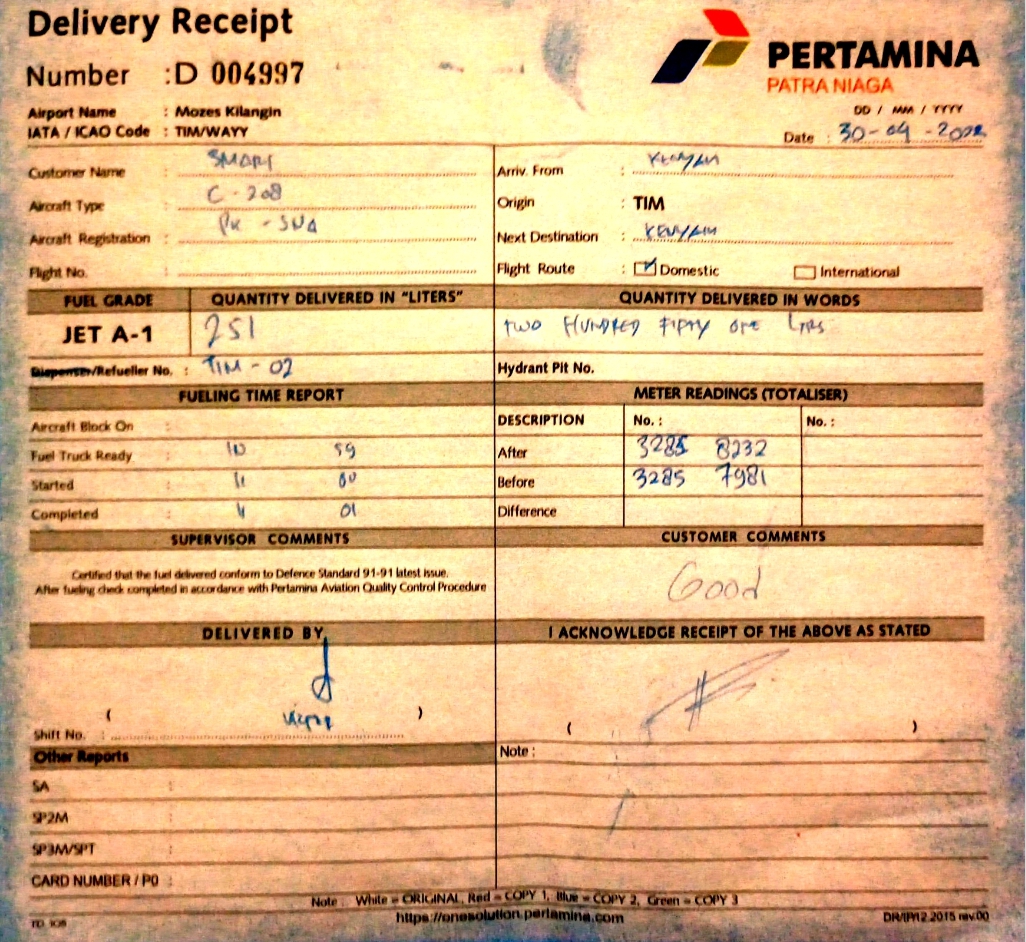 Delivery Receipt
Number : D 004997
PERTAMINA
PATRA NIAGA
Airport Name : Mozes Kilangin
IATA / ICAO Code : TIM/WAYY
DD / MM / YYYY
Date : 30-04-2022
Customer Name : SMART
Arriv. From : KENYAM
Aircraft Type : C-208
Origin : TIM
Aircraft Registration : PK-SNA
Next Destination : KENYAM
Flight No. :
Flight Route : Domestic International
FUEL GRADE QUANTITY DELIVERED IN "LITERS" QUANTITY DELIVERED IN WORDS
JET A-1 251 TWO HUNDRED FIFTY ONE LTRS
Dispenser/Refueller No. : TIM-02 Hydrant Pit No.
FUELING TIME REPORT METER READINGS (TOTALISER)
Aircraft Block On : DESCRIPTION No. : No. :
Fuel Truck Ready : 10 59 After 3285 8232
Started : 11 00 Before 3285 7981
Completed : 11 01 Difference
SUPERVISOR COMMENTS CUSTOMER COMMENTS
Certified that the fuel delivered conform to Defence Standard 91-91 latest issue.
After fueling check completed in accordance with Pertamina Aviation Quality Control Procedure
Good
DELIVERED BY, I ACKNOWLEDGE RECEIPT OF THE ABOVE AS STATED
( ) ( )
Shift No. :
Other Reports Note :
SA :
SP2M :
SP3M/SPT :
CARD NUMBER / P0 :
Note : White = ORIGINAL, Red = COPY 1, Blue = COPY 2, Green = COPY 3
https://onesolution.pertamina.com
DR/IPI12.2015 rev.00